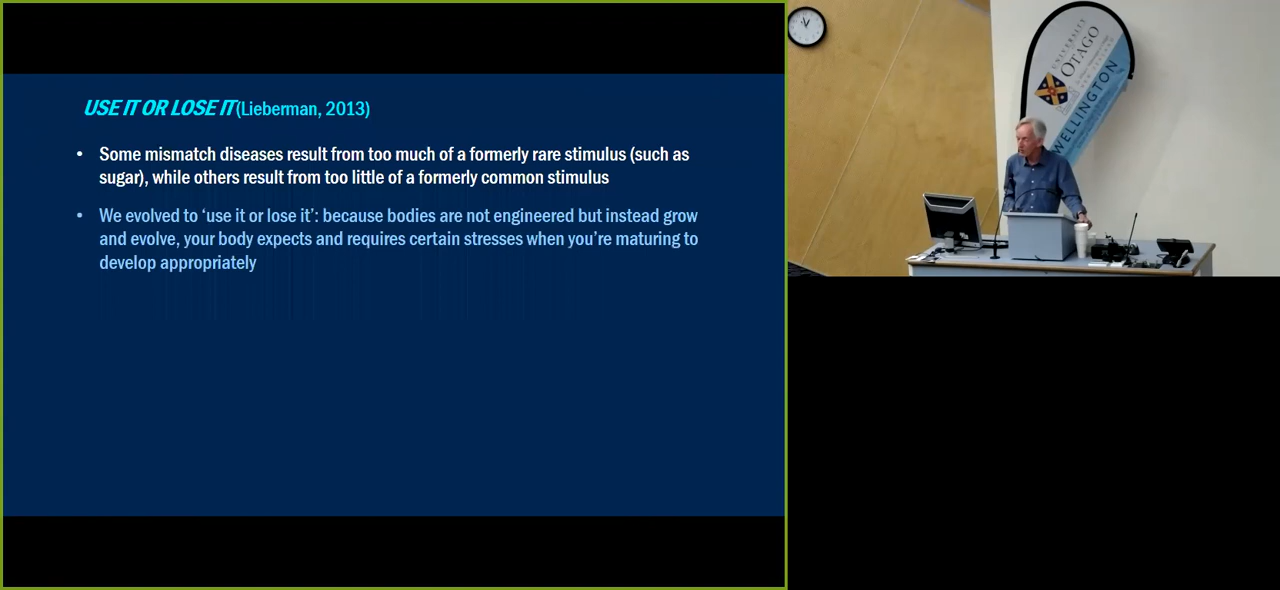 USE IT OR LOSE IT (Lieberman, 2013)
• Some mismatch diseases result from too much of a formerly rare stimulus (such as
sugar), while others result from too little of a formerly common stimulus
• We evolved to ‘use it or lose it’: because bodies are not engineered but instead grow
and evolve, your body expects and requires certain stresses when you’re maturing to
develop appropriately
UNIVERSITY
OTAGO
WELLINGTON